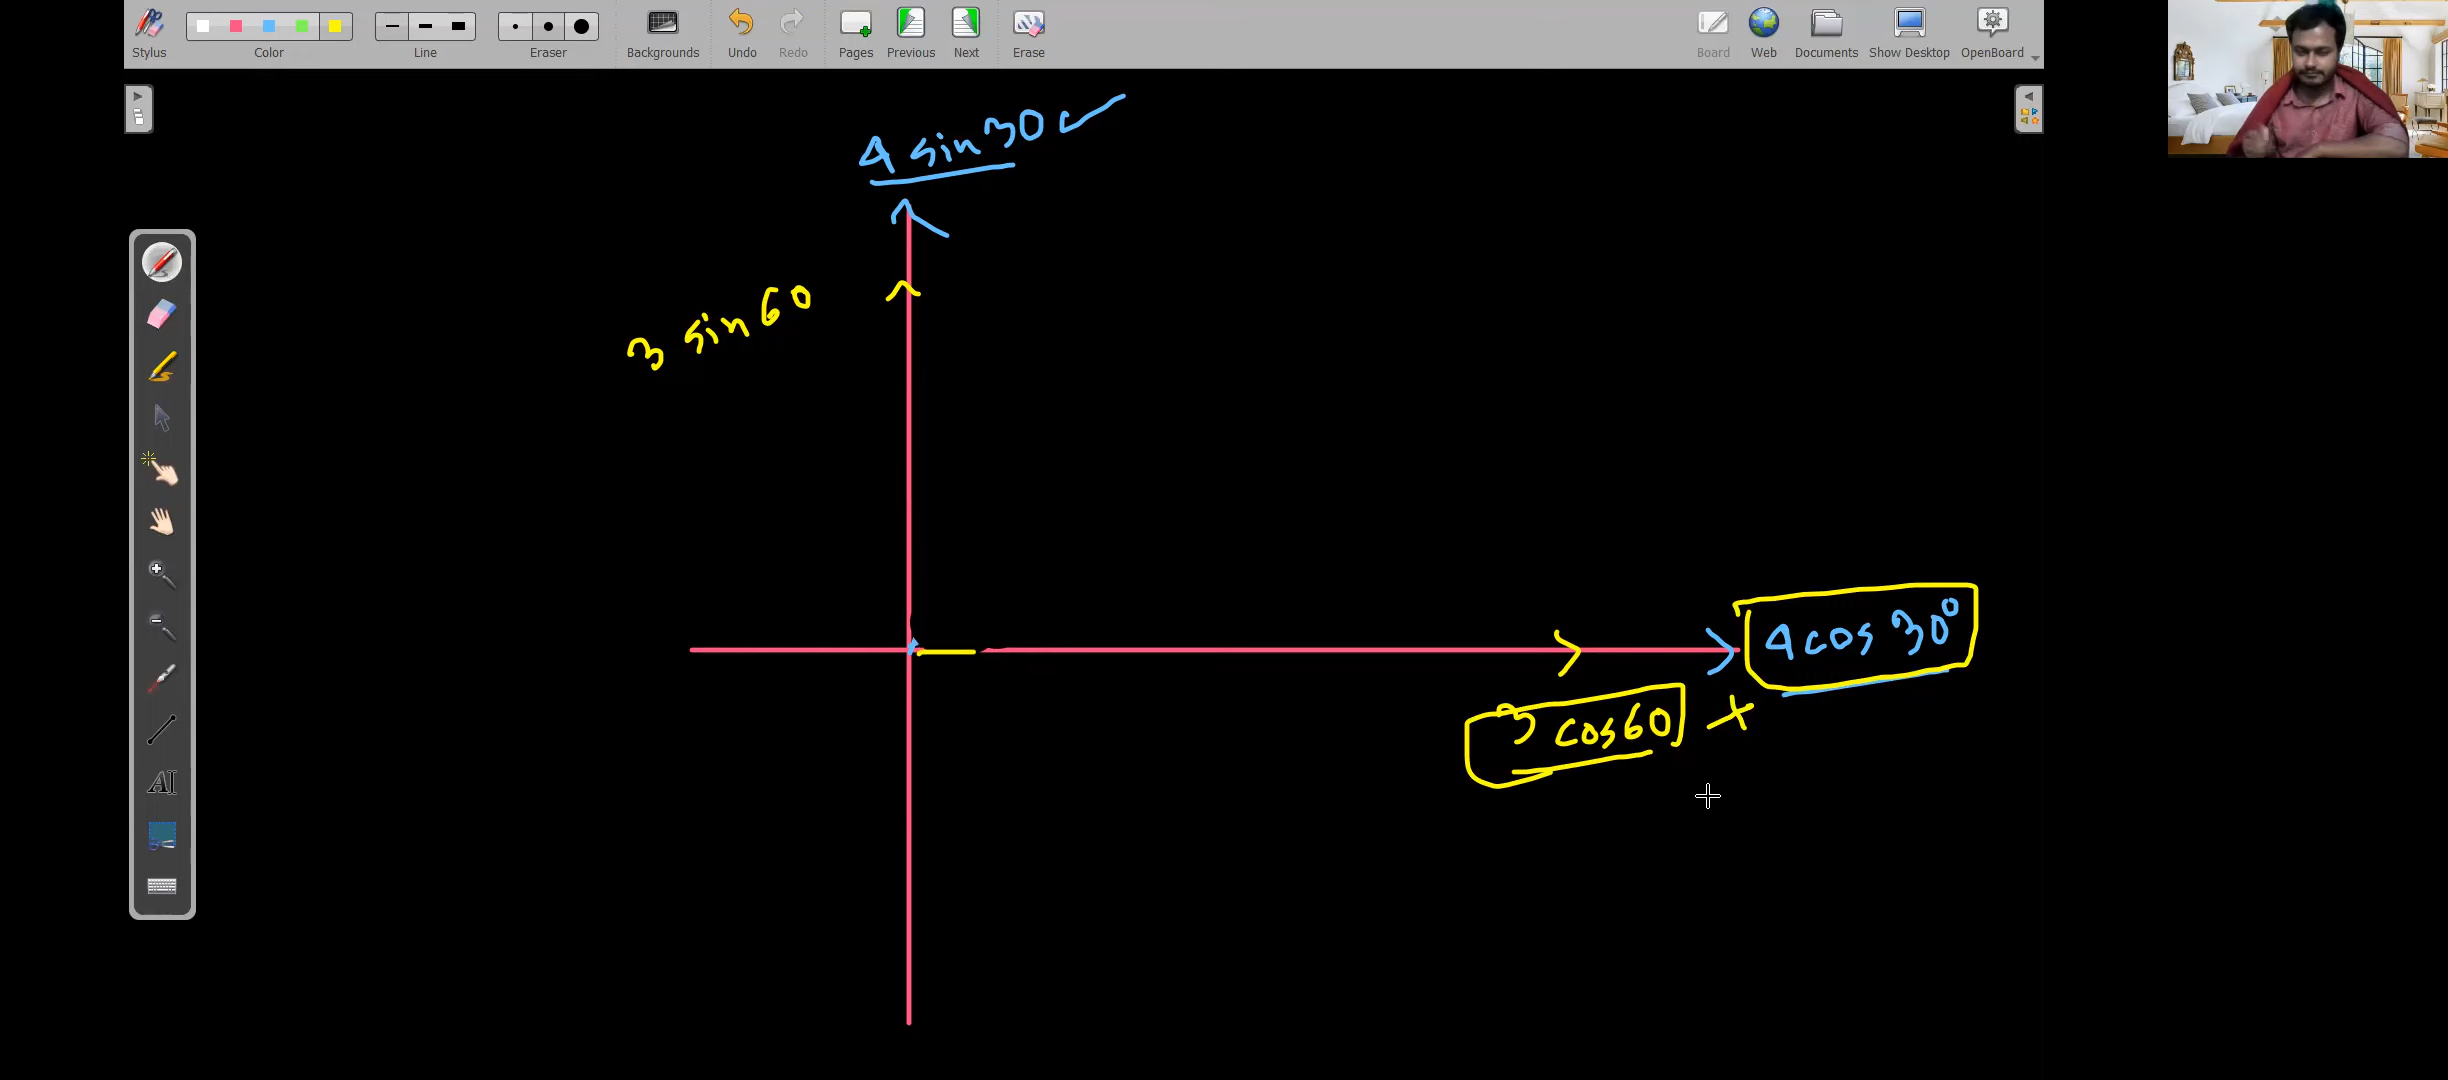 Stylus Color Line Eraser Backgrounds Undo Redo Pages Previous Next Erase Board Web Documents Show Desktop OpenBoard
4 sin 30
3 sin 60
4 cos 30°
3 cos 60 +
AI